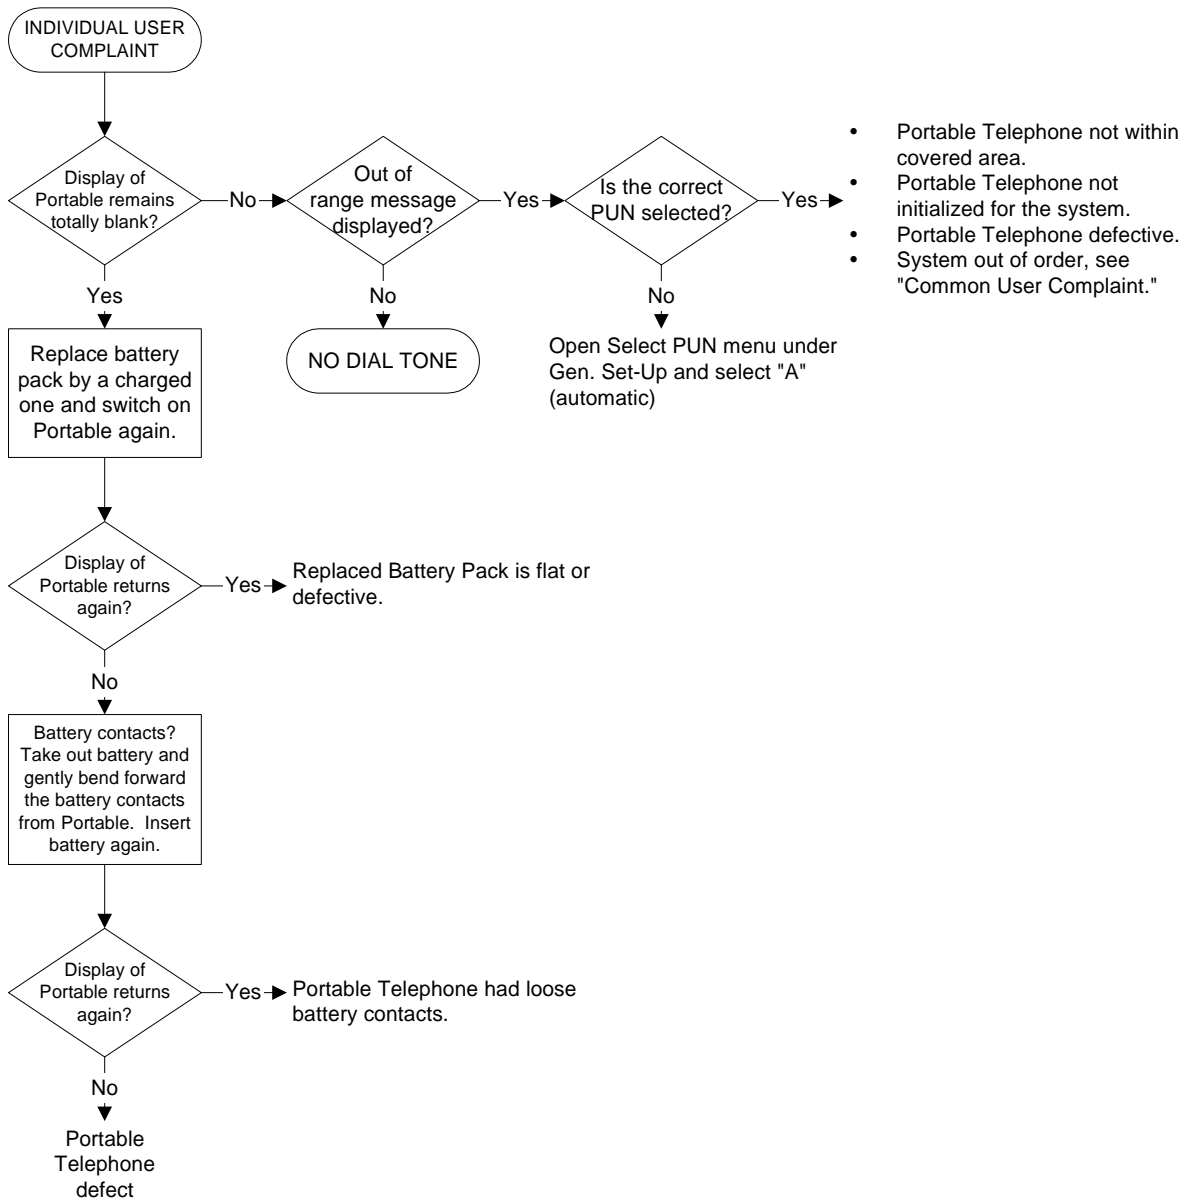 INDIVIDUAL USER
COMPLAINT
Display of
Portable remains
totally blank?
No
Out of
range message
displayed?
Yes
Is the correct
PUN selected?
Yes
• Portable Telephone not within
covered area.
• Portable Telephone not
initialized for the system.
• Portable Telephone defective.
• System out of order, see
"Common User Complaint."
Yes
No
No
Replace battery
pack by a charged
one and switch on
Portable again.
NO DIAL TONE
Open Select PUN menu under
Gen. Set-Up and select "A"
(automatic)
Display of
Portable returns
again?
Yes
Replaced Battery Pack is flat or
defective.
No
Battery contacts?
Take out battery and
gently bend forward
the battery contacts
from Portable. Insert
battery again.
Display of
Portable returns
again?
Yes
Portable Telephone had loose
battery contacts.
No
Portable
Telephone
defect